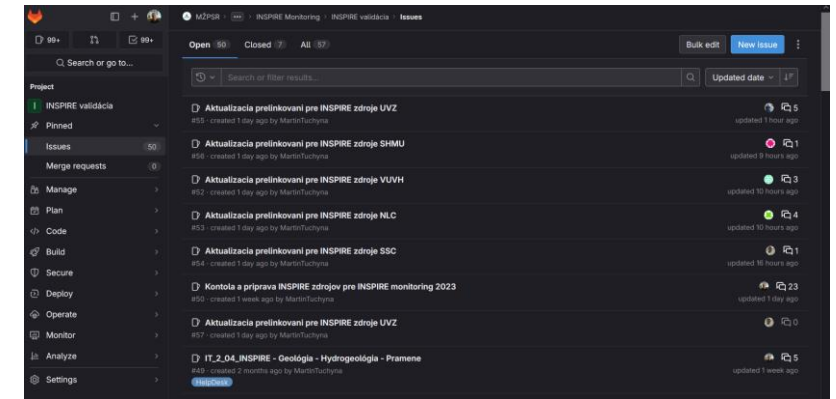 MŽPSR › ··· › INSPIRE Monitoring › INSPIRE validácia › Issues
99+ 99+
Search or go to...
Open 50 Closed 7 All 57
Bulk edit New issue
Search or filter results...
Updated date
Project
I INSPIRE validácia
Pinned
Issues 50
Merge requests 0
Manage
Plan
Code
Build
Secure
Deploy
Operate
Monitor
Analyze
Settings
Aktualizacia prelinkovani pre INSPIRE zdroje UVZ 5
#55 · created 1 day ago by MartinTuchyna updated 1 hour ago
Aktualizacia prelinkovani pre INSPIRE zdroje SHMU 1
#56 · created 1 day ago by MartinTuchyna updated 9 hours ago
Aktualizacia prelinkovani pre INSPIRE zdroje VUVH 3
#52 · created 1 day ago by MartinTuchyna updated 10 hours ago
Aktualizacia prelinkovani pre INSPIRE zdroje NLC 4
#53 · created 1 day ago by MartinTuchyna updated 10 hours ago
Aktualizacia prelinkovani pre INSPIRE zdroje SSC 1
#54 · created 1 day ago by MartinTuchyna updated 16 hours ago
Kontola a priprava INSPIRE zdrojov pre INSPIRE monitoring 2023 23
#50 · created 1 week ago by MartinTuchyna updated 1 day ago
Aktualizacia prelinkovani pre INSPIRE zdroje UVZ 0
#57 · created 1 day ago by MartinTuchyna
IT_2_04_INSPIRE - Geológia - Hydrogeológia - Pramene 5
#49 · created 2 months ago by MartinTuchyna updated 1 week ago
HelpDesk